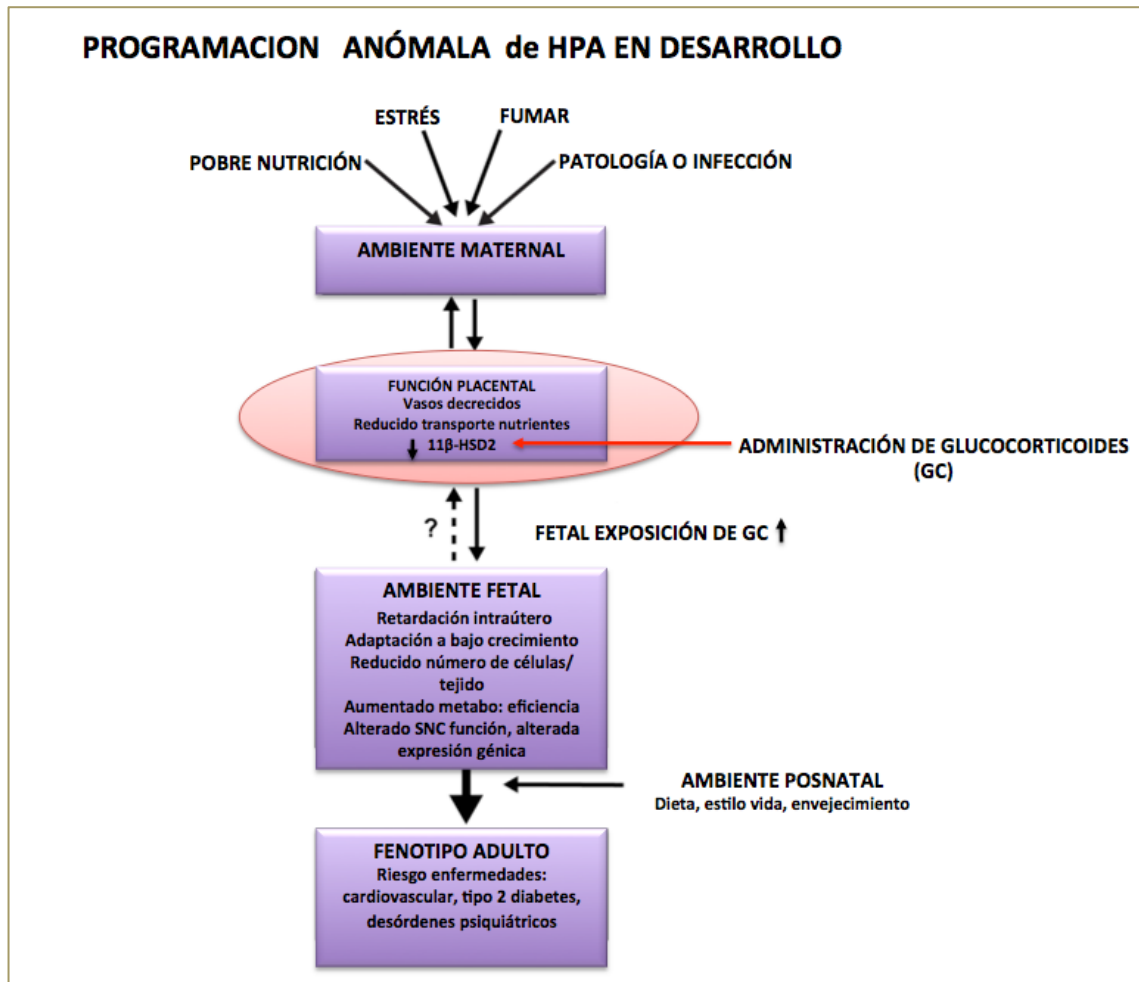 PROGRAMACION ANÓMALA de HPA EN DESARROLLO
ESTRÉS
FUMAR
POBRE NUTRICIÓN
PATOLOGÍA O INFECCIÓN
AMBIENTE MATERNAL
FUNCIÓN PLACENTAL
Vasos decrecidos
Reducido transporte nutrientes
11β-HSD2
ADMINISTRACIÓN DE GLUCOCORTICOIDES
(GC)
?
FETAL EXPOSICIÓN DE GC
AMBIENTE FETAL
Retardación intraútero
Adaptación a bajo crecimiento
Reducido número de células/
tejido
Aumentado metabo: eficiencia
Alterado SNC función, alterada
expresión génica
AMBIENTE POSNATAL
Dieta, estilo vida, envejecimiento
FENOTIPO ADULTO
Riesgo enfermedades:
cardiovascular, tipo 2 diabetes,
desórdenes psiquiátricos